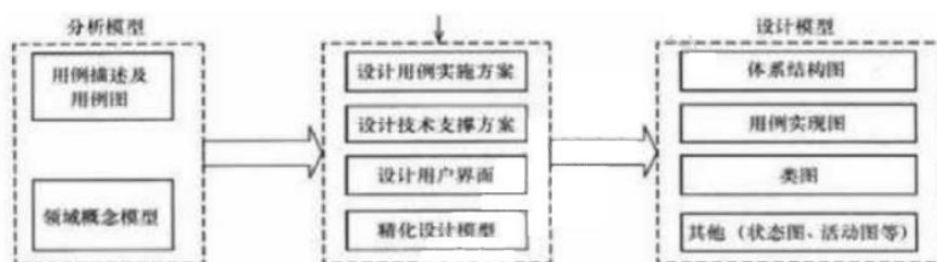 分析模型
用例描述及
用例图
领域概念模型
设计用例实施方案
设计技术支撑方案
设计用户界面
精化设计模型
设计模型
体系结构图
用例实现图
类图
其他（状态图、活动图等）